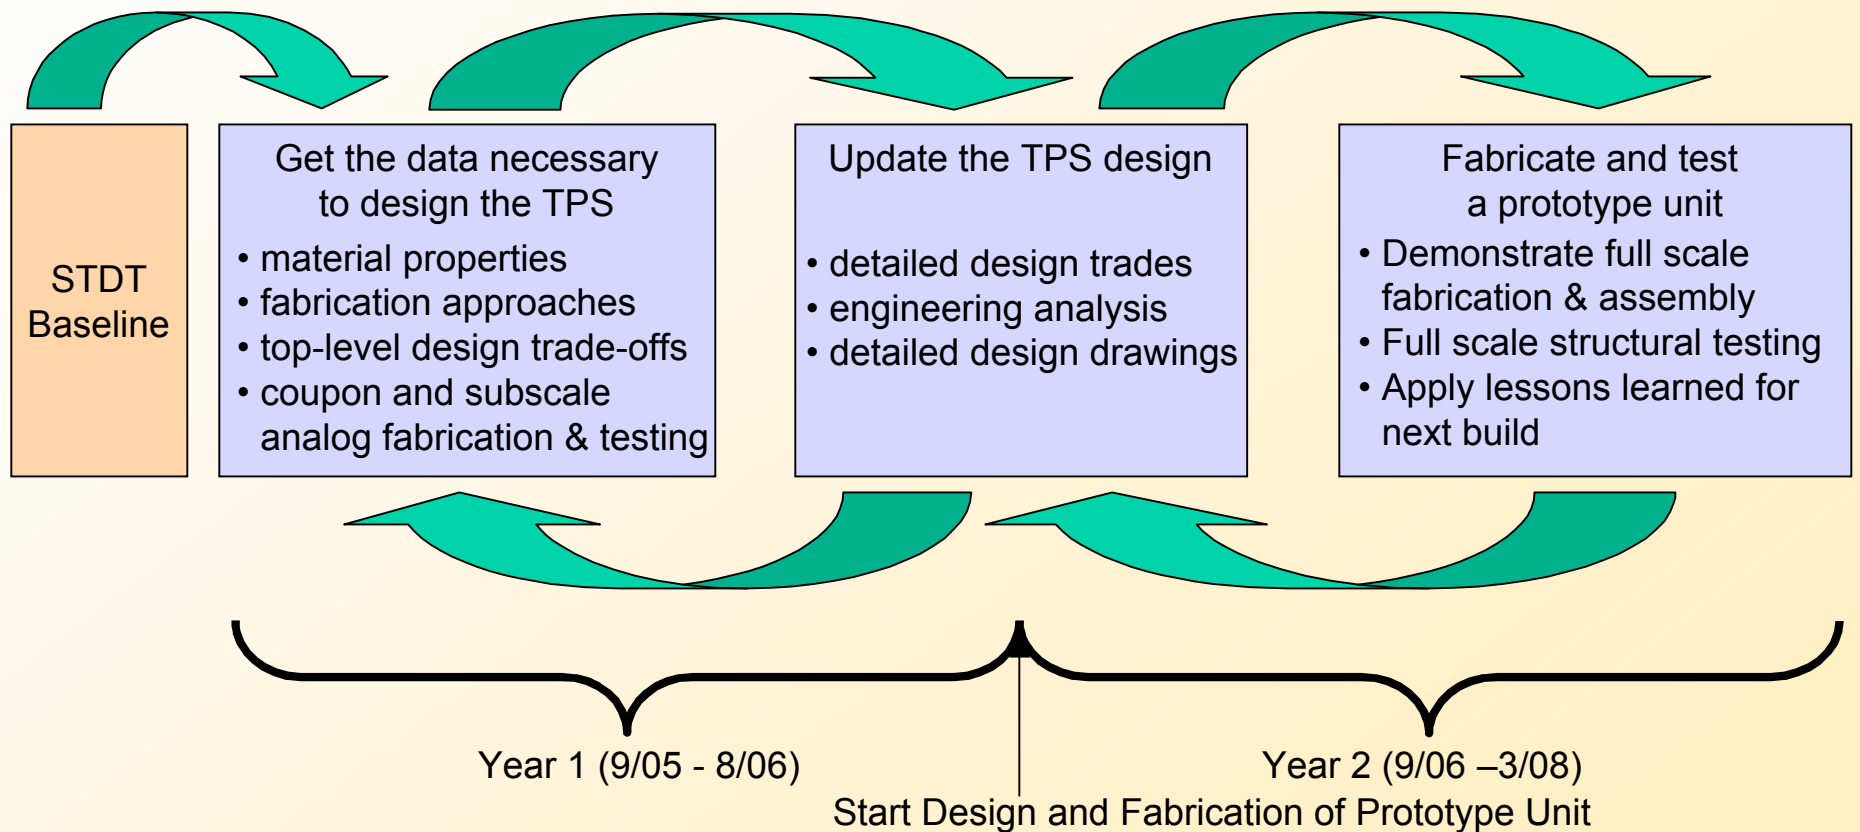 STDT
Baseline
Get the data necessary
to design the TPS
• material properties
• fabrication approaches
• top-level design trade-offs
• coupon and subscale
analog fabrication & testing
Update the TPS design
• detailed design trades
• engineering analysis
• detailed design drawings
Fabricate and test
a prototype unit
• Demonstrate full scale
fabrication & assembly
• Full scale structural testing
• Apply lessons learned for
next build
Year 1 (9/05 - 8/06)
Year 2 (9/06 –3/08)
Start Design and Fabrication of Prototype Unit